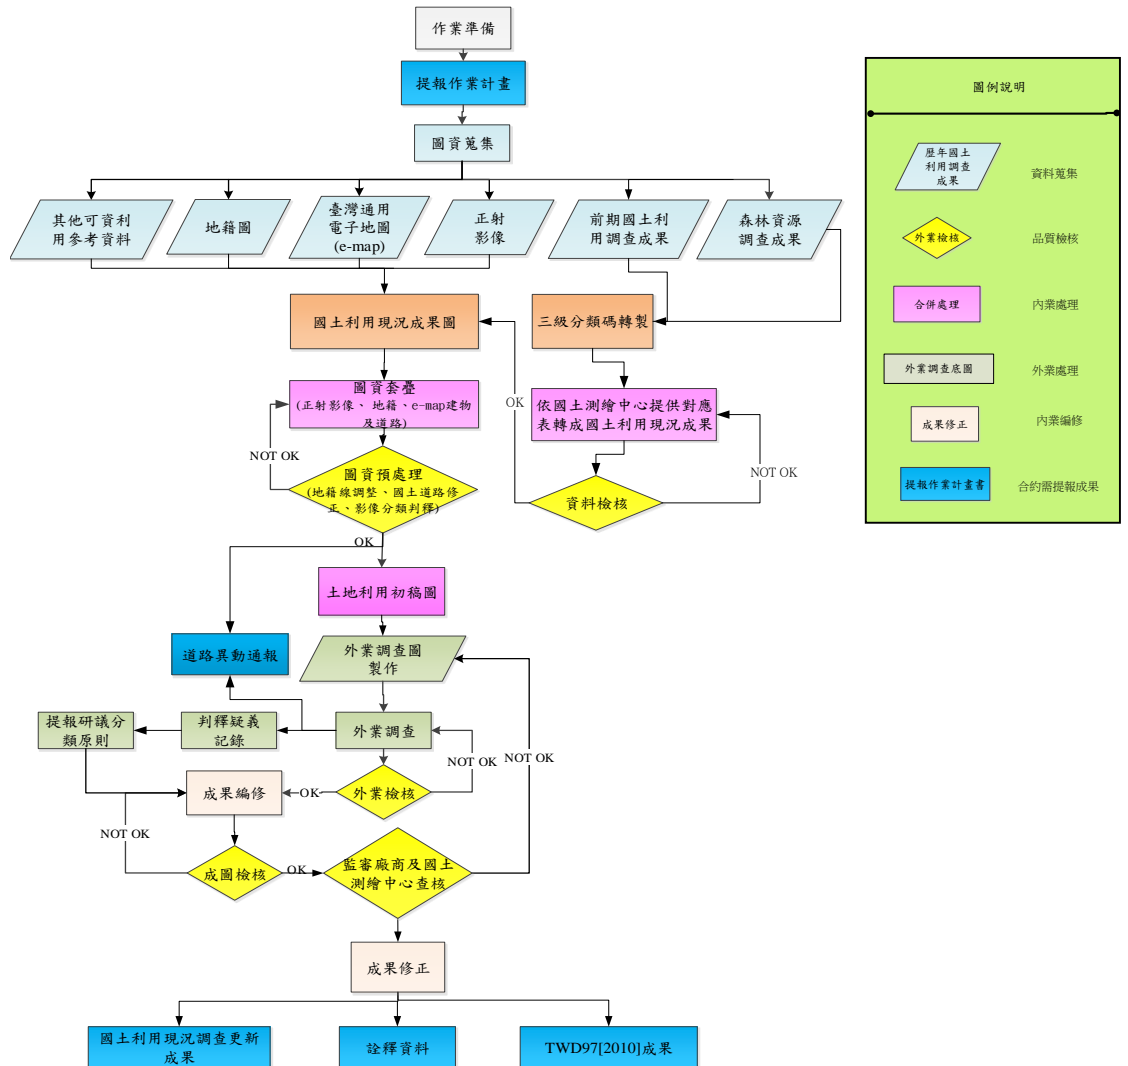 作業準備
提報作業計畫
圖資蒐集
其他可資利
用參考資料
地籍圖
臺灣通用
電子地圖
(e-map)
正射
影像
前期國土利
用調查成果
森林資源
調查成果
國土利用現況成果圖
三級分類碼轉製
圖資套疊
(正射影像、地籍、e-map建物
及道路)
OK
依國土測繪中心提供對應
表轉成國土利用現況成果
NOT OK
圖資預處理
(地籍線調整、國土道路修
正、影像分類判釋)
資料檢核
NOT OK
OK
土地利用初稿圖
道路異動通報
外業調查圖
製作
提報研議分
類原則
判釋疑義
記錄
外業調查
NOT OK
NOT OK
成果編修
OK
外業檢核
NOT OK
成圖檢核
OK
監審廠商及國土
測繪中心查核
成果修正
國土利用現況調查更新
成果
詮釋資料
TWD97[2010]成果
圖例說明
歷年國土
利用調查
成果
資料蒐集
外業檢核
品質檢核
合併處理
內業處理
外業調查底圖
外業處理
成果修正
內業編修
提報作業計畫書
合約需提報成果